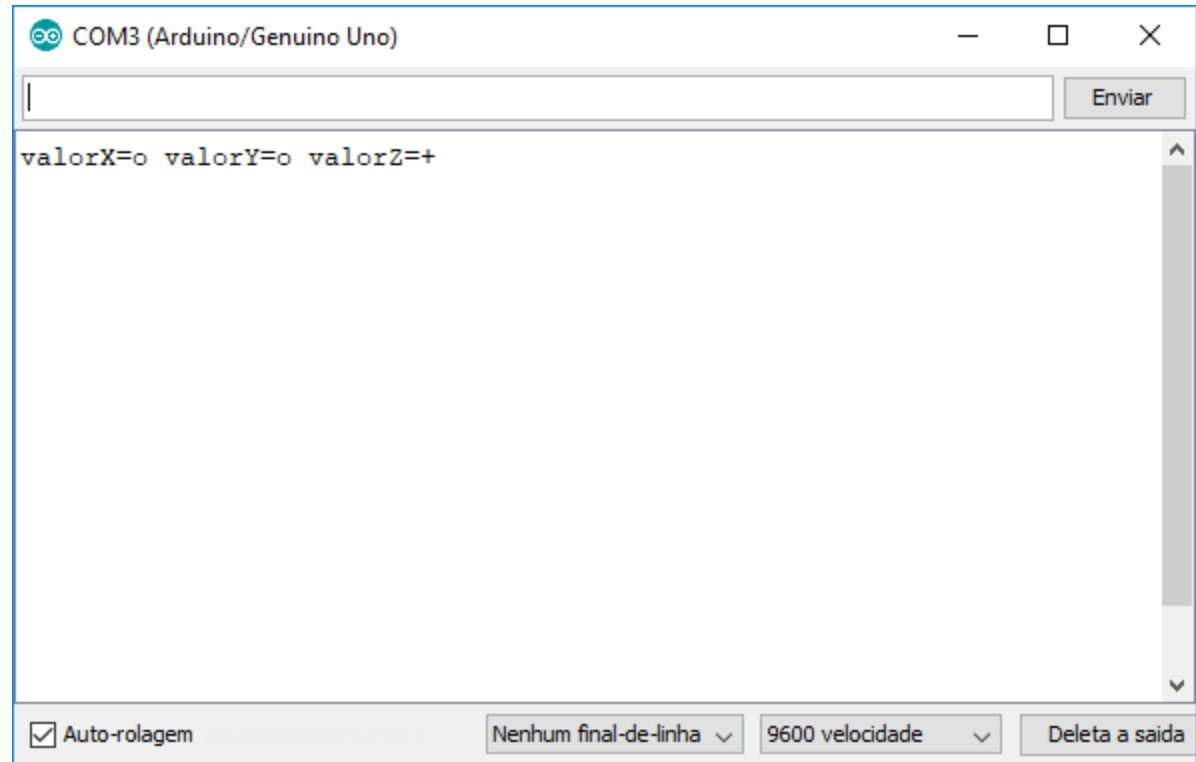 COM3 (Arduino/Genuino Uno)
Enviar
valorX=o valorY=o valorZ=+
Auto-rolagem
Nenhum final-de-linha
9600 velocidade
Deleta a saida